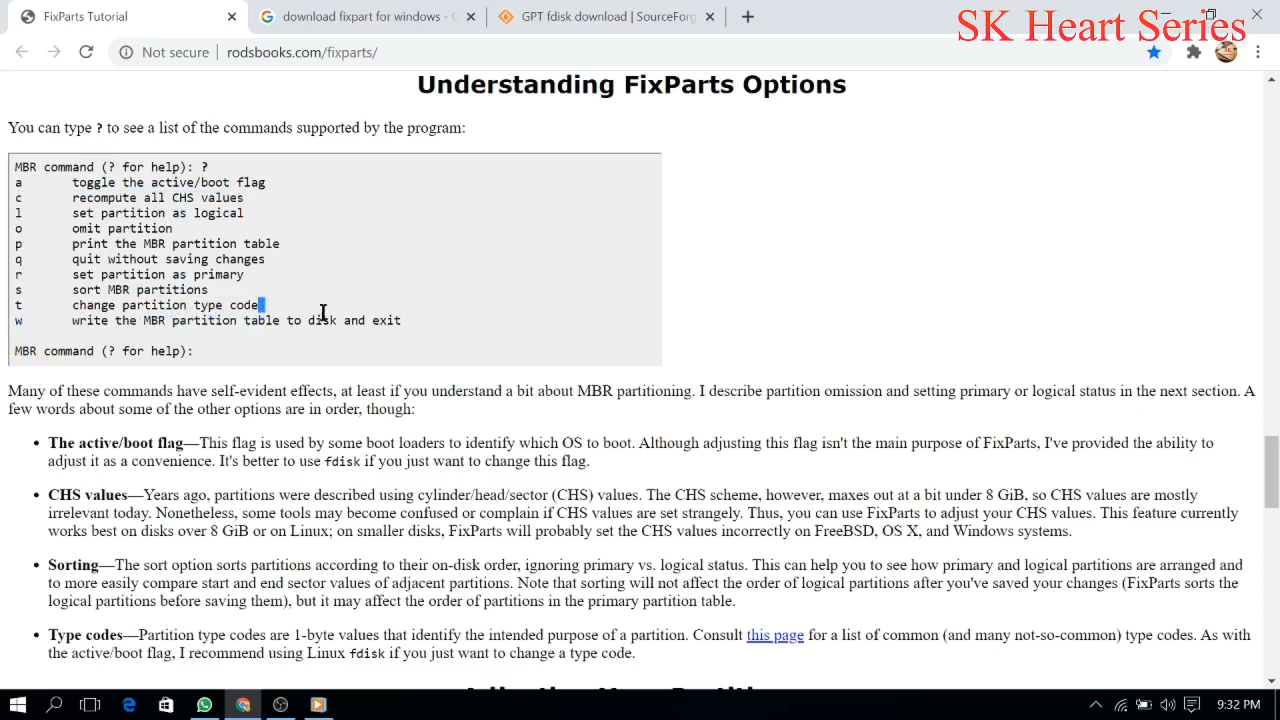 FixParts Tutorial
download fixpart for windows - G
GPT fdisk download | SourceForg
SK Heart Series
Not secure
rodsbooks.com/fixparts/
Understanding FixParts Options
You can type ? to see a list of the commands supported by the program:
MBR command (? for help): ?
a toggle the active/boot flag
c recompute all CHS values
l set partition as logical
o omit partition
p print the MBR partition table
q quit without saving changes
r set partition as primary
s sort MBR partitions
t change partition type code
w write the MBR partition table to disk and exit
MBR command (? for help):
Many of these commands have self-evident effects, at least if you understand a bit about MBR partitioning. I describe partition omission and setting primary or logical status in the next section. A
few words about some of the other options are in order, though:
• The active/boot flag—This flag is used by some boot loaders to identify which OS to boot. Although adjusting this flag isn't the main purpose of FixParts, I've provided the ability to
adjust it as a convenience. It's better to use fdisk if you just want to change this flag.
• CHS values—Years ago, partitions were described using cylinder/head/sector (CHS) values. The CHS scheme, however, maxes out at a bit under 8 GiB, so CHS values are mostly
irrelevant today. Nonetheless, some tools may become confused or complain if CHS values are set strangely. Thus, you can use FixParts to adjust your CHS values. This feature currently
works best on disks over 8 GiB or on Linux; on smaller disks, FixParts will probably set the CHS values incorrectly on FreeBSD, OS X, and Windows systems.
• Sorting—The sort option sorts partitions according to their on-disk order, ignoring primary vs. logical status. This can help you to see how primary and logical partitions are arranged and
to more easily compare start and end sector values of adjacent partitions. Note that sorting will not affect the order of logical partitions after you've saved your changes (FixParts sorts the
logical partitions before saving them), but it may affect the order of partitions in the primary partition table.
• Type codes—Partition type codes are 1-byte values that identify the intended purpose of a partition. Consult this page for a list of common (and many not-so-common) type codes. As with
the active/boot flag, I recommend using Linux fdisk if you just want to change a type code.
9:32 PM